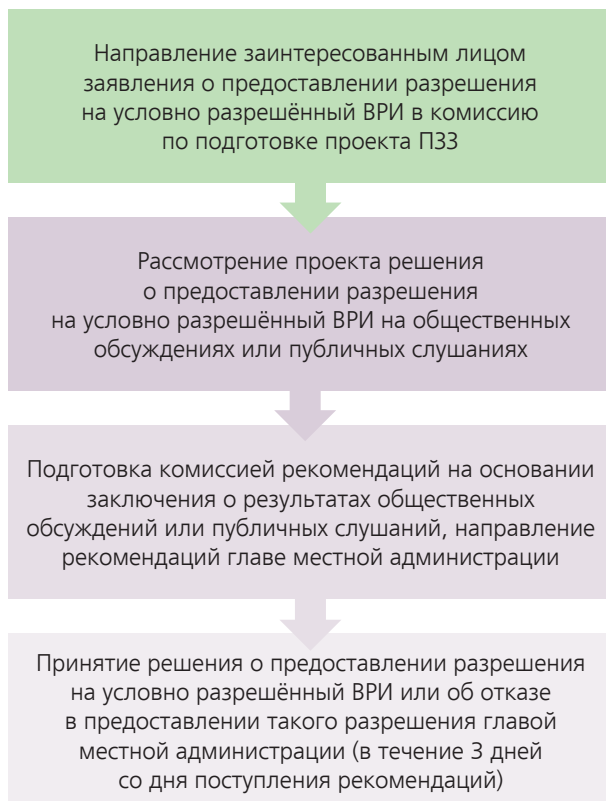 Направление заинтересованным лицом
заявления о предоставлении разрешения
на условно разрешённый ВРИ в комиссию
по подготовке проекта ПЗЗ
Рассмотрение проекта решения
о предоставлении разрешения
на условно разрешённый ВРИ на общественных
обсуждениях или публичных слушаниях
Подготовка комиссией рекомендаций на основании
заключения о результатах общественных
обсуждений или публичных слушаний, направление
рекомендаций главе местной администрации
Принятие решения о предоставлении разрешения
на условно разрешённый ВРИ или об отказе
в предоставлении такого разрешения главой
местной администрации (в течение 3 дней
со дня поступления рекомендаций)